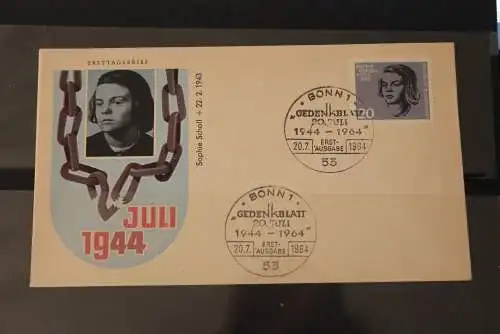 ERSTTAGSBRIEF
Sophie Scholl + 22.2.1943
JULI
1944
20
BONN 1
GEDENKBLATT
20. JULI
1944 - 1964
20.7. ERST- 1964
AUSGABE
53
BONN 1
GEDENKBLATT
20. JULI
1944 - 1964
20.7. ERST- 1964
AUSGABE
53